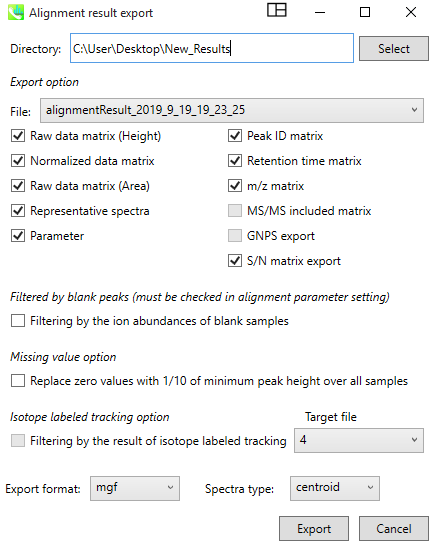 Alignment result export
Directory: C:\User\Desktop\New_Results Select
Export option
File: alignmentResult_2019_9_19_19_23_25
Raw data matrix (Height) Peak ID matrix
Normalized data matrix Retention time matrix
Raw data matrix (Area) m/z matrix
Representative spectra MS/MS included matrix
Parameter GNPS export
S/N matrix export
Filtered by blank peaks (must be checked in alignment parameter setting)
Filtering by the ion abundances of blank samples
Missing value option
Replace zero values with 1/10 of minimum peak height over all samples
Isotope labeled tracking option Target file
Filtering by the result of isotope labeled tracking 4
Export format: mgf Spectra type: centroid
Export Cancel